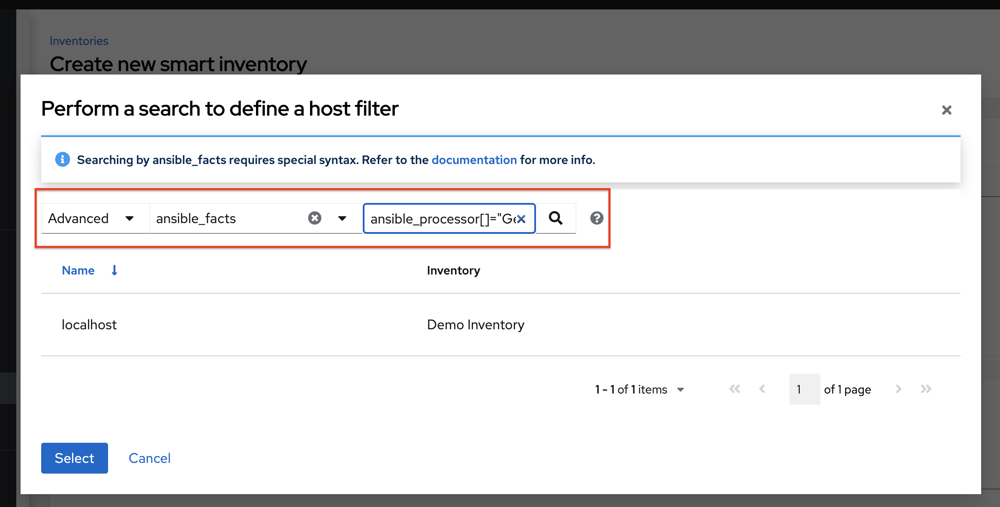 Inventories
Create new smart inventory
Perform a search to define a host filter
Searching by ansible_facts requires special syntax. Refer to the documentation for more info.
Advanced ansible_facts ansible_processor[]="Ge
Name Inventory
localhost Demo Inventory
1 - 1 of 1 items 1 of 1 page
Select Cancel